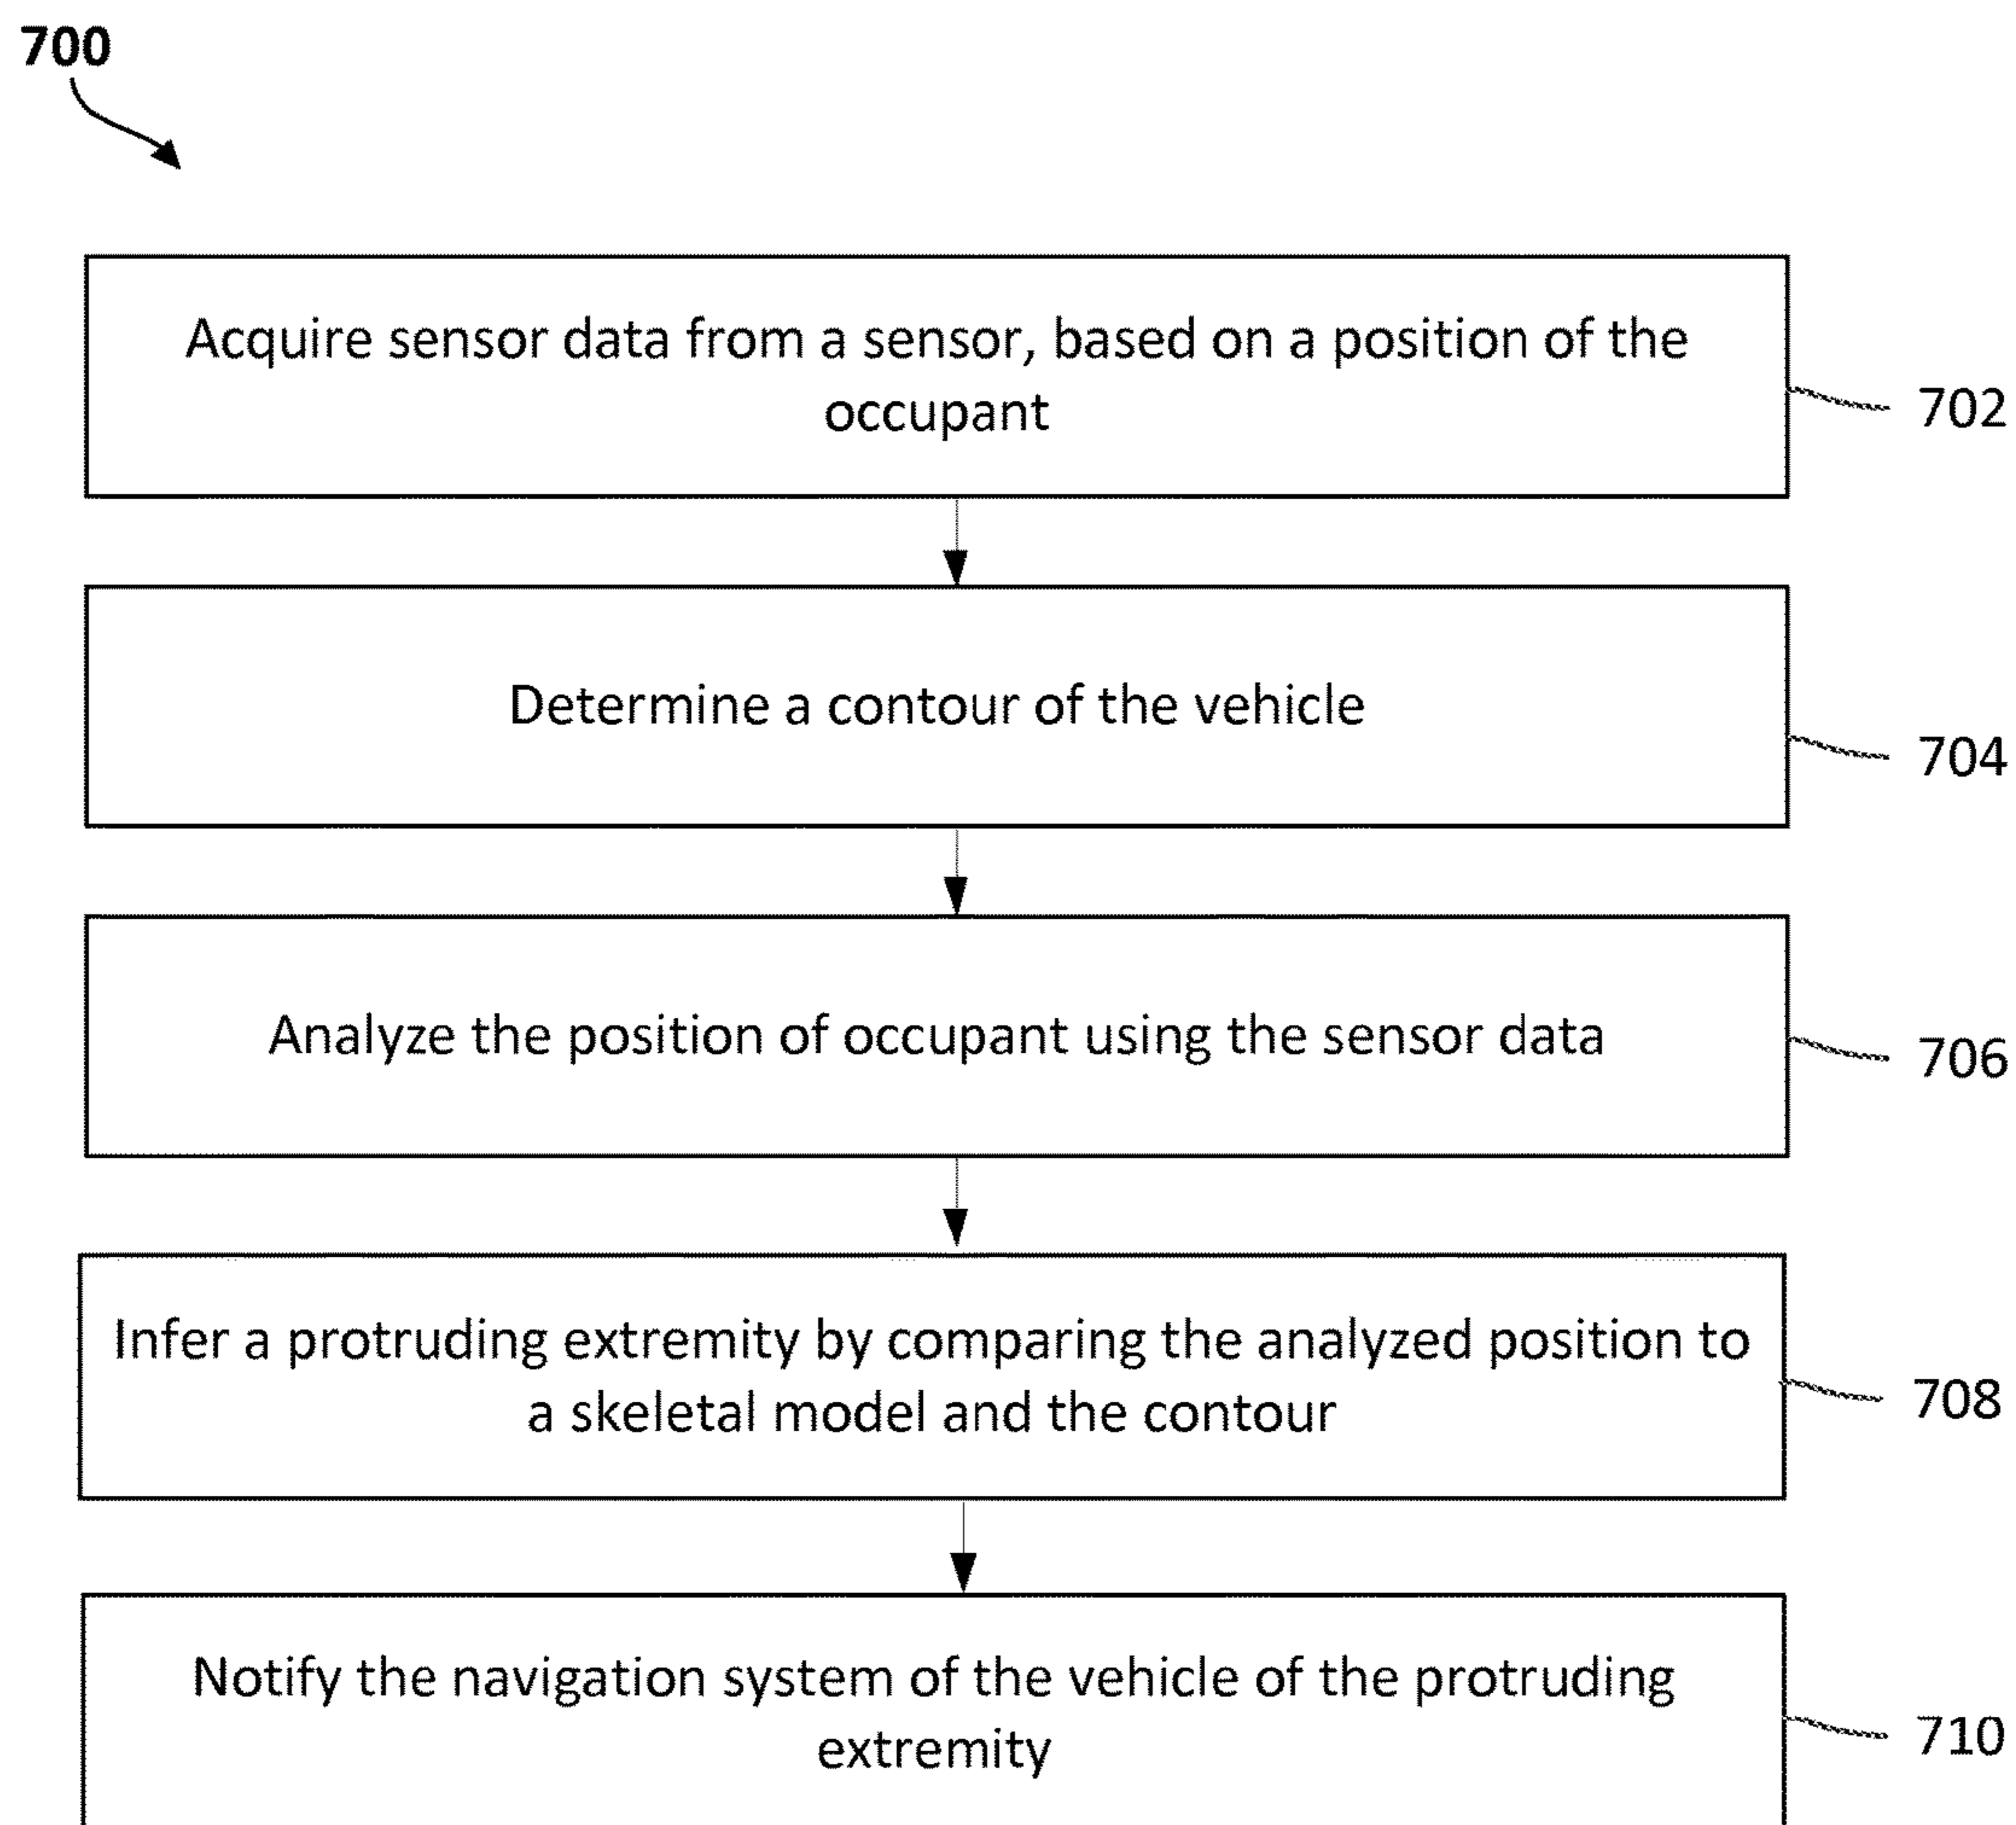 700
Acquire sensor data from a sensor, based on a position of the
occupant
702
Determine a contour of the vehicle
704
Analyze the position of occupant using the sensor data
706
Infer a protruding extremity by comparing the analyzed position to
a skeletal model and the contour
708
Notify the navigation system of the vehicle of the protruding
extremity
710